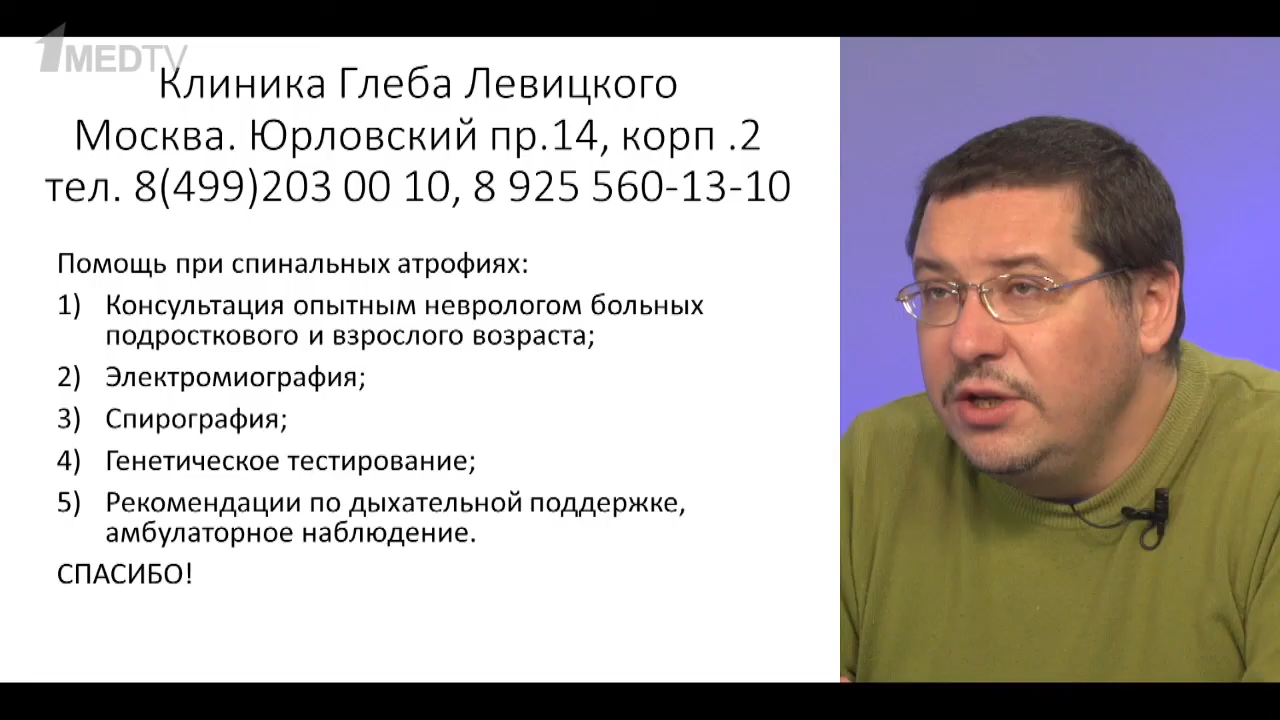 1MEDTV
Клиника Глеба Левицкого
Москва. Юрловский пр.14, корп .2
тел. 8(499)203 00 10, 8 925 560-13-10
Помощь при спинальных атрофиях:
1) Консультация опытным неврологом больных
подросткового и взрослого возраста;
2) Электромиография;
3) Спирография;
4) Генетическое тестирование;
5) Рекомендации по дыхательной поддержке,
амбулаторное наблюдение.
СПАСИБО!